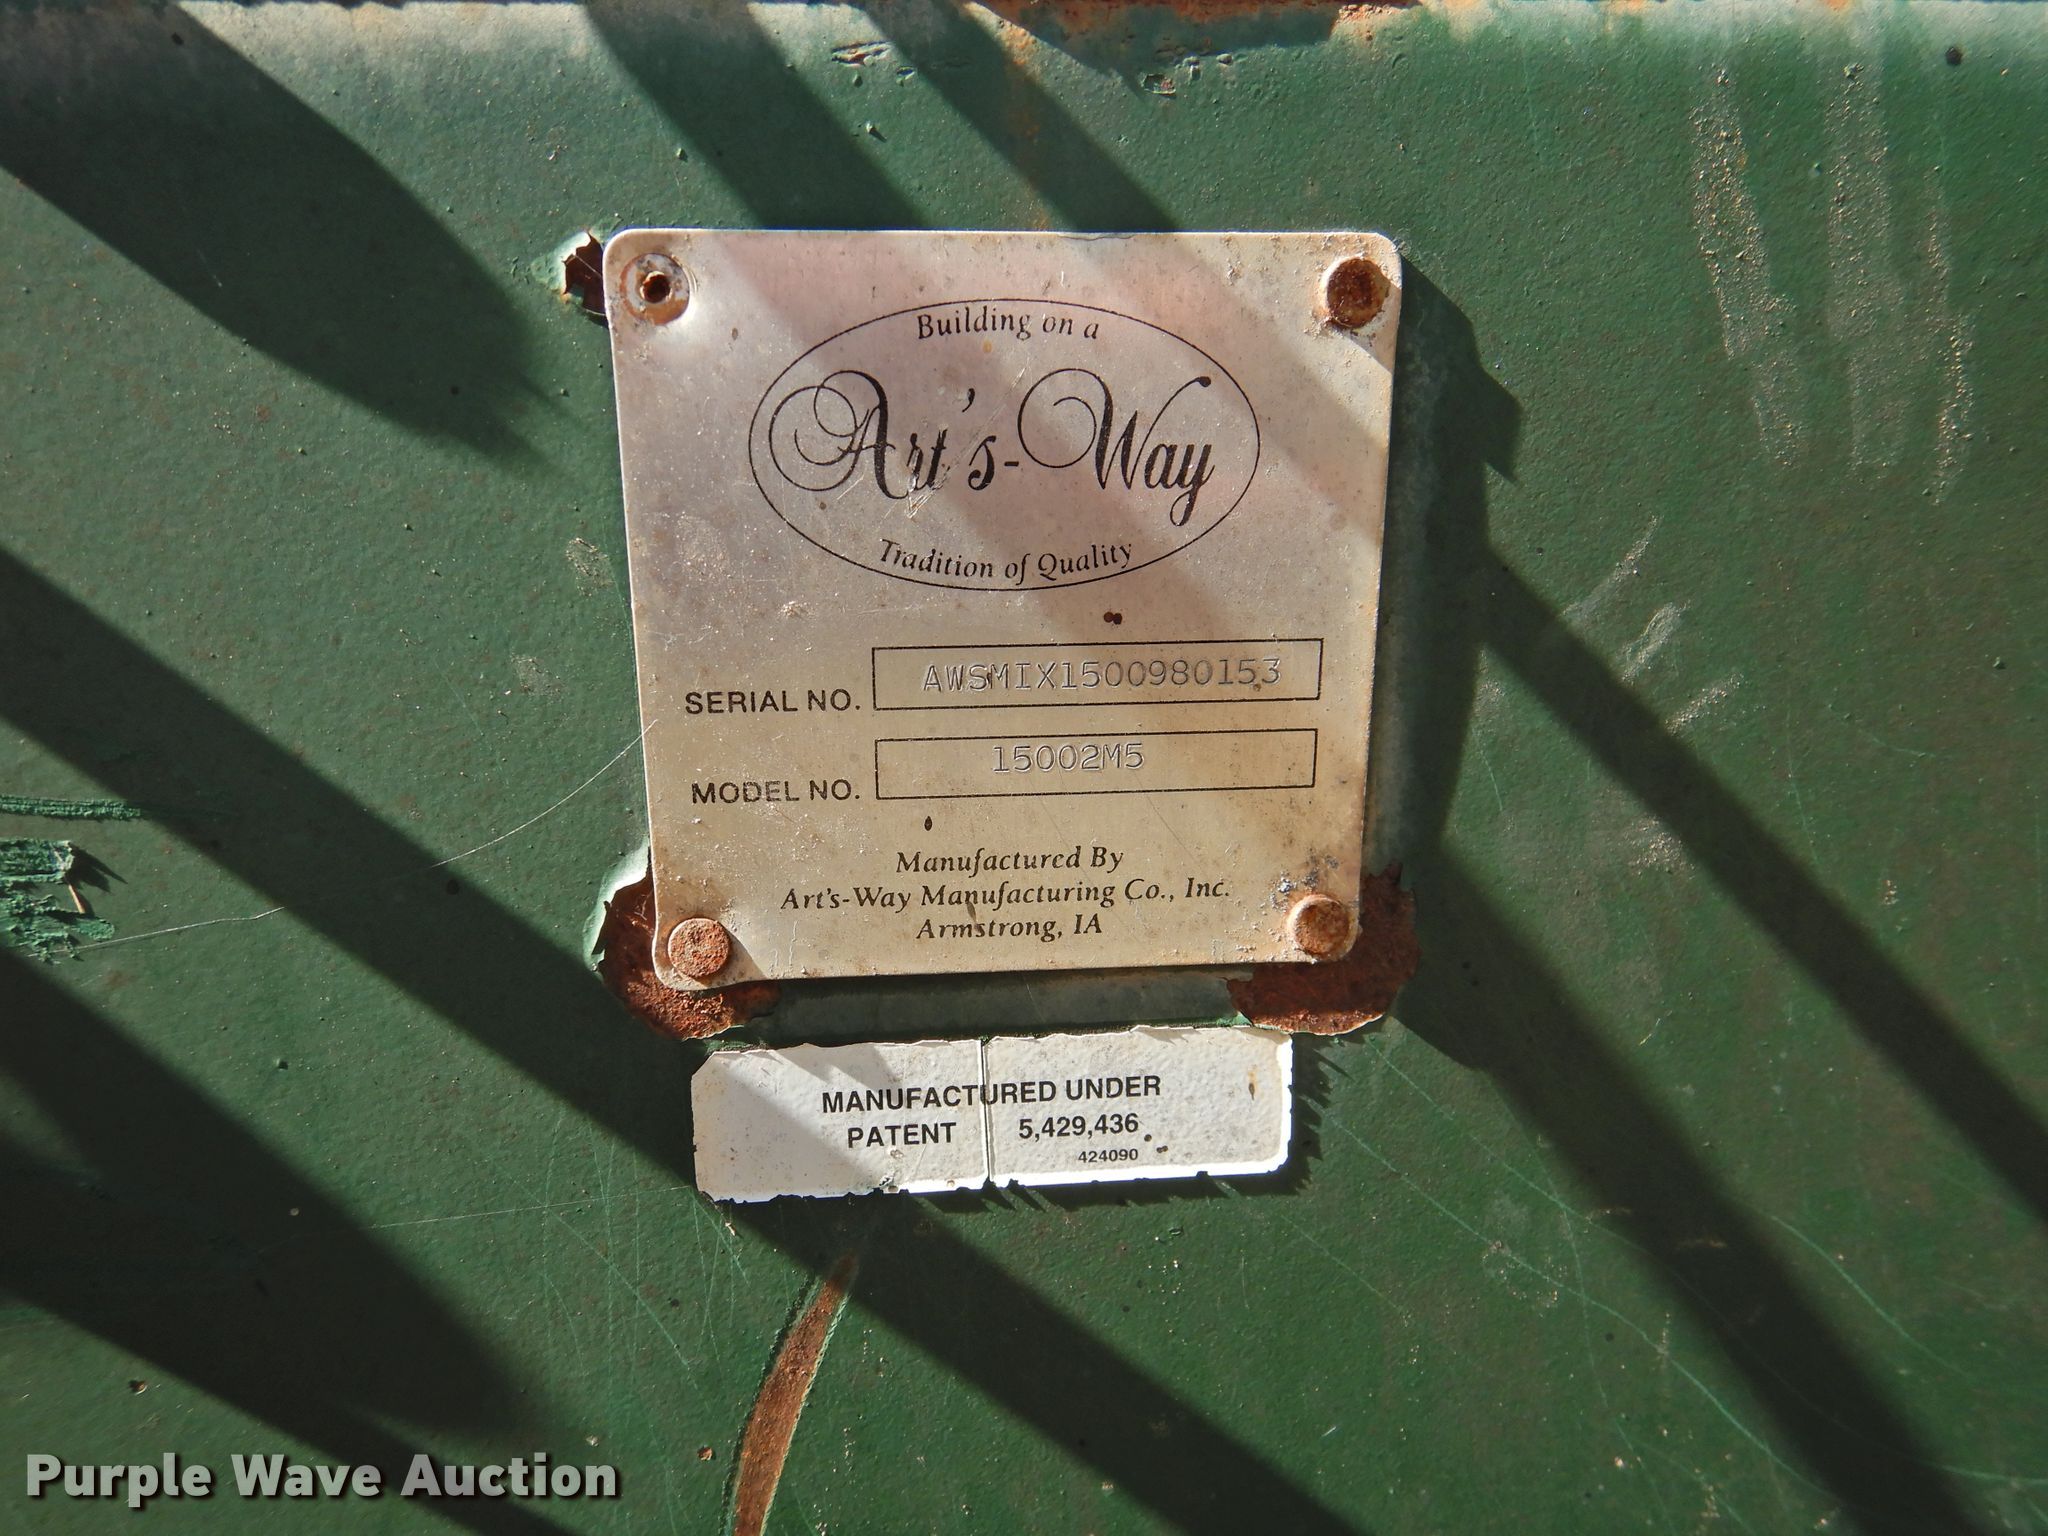 Building on a
Art's-Way
Tradition of Quality
SERIAL NO. AWSMIX1500980153
MODEL NO. 15002M5
Manufactured By
Art's-Way Manufacturing Co., Inc.
Armstrong, IA
MANUFACTURED UNDER
PATENT 5,429,436
424090
Purple Wave Auction